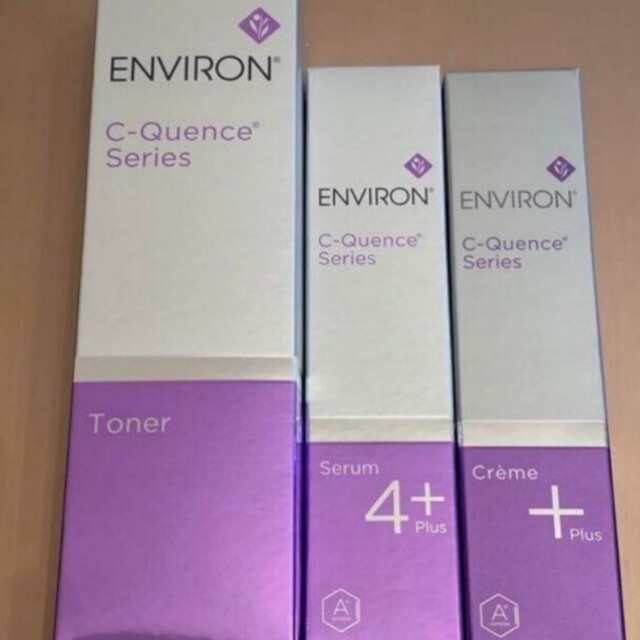 ENVIRON®
C-Quence®
Series
Toner
ENVIRON®
C-Quence®
Series
Serum
4+
Plus
A+
ENVIRON®
C-Quence®
Series
Crème
+
Plus
A+